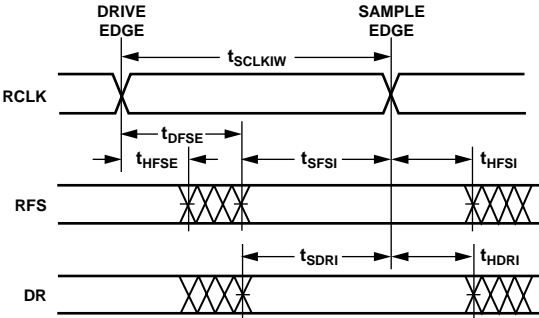 DRIVE EDGE
SAMPLE EDGE
tSCLKIW
RCLK
tDFSE
tHFSE
tSFSI
tHFSI
RFS
tSDRI
tHDRI
DR